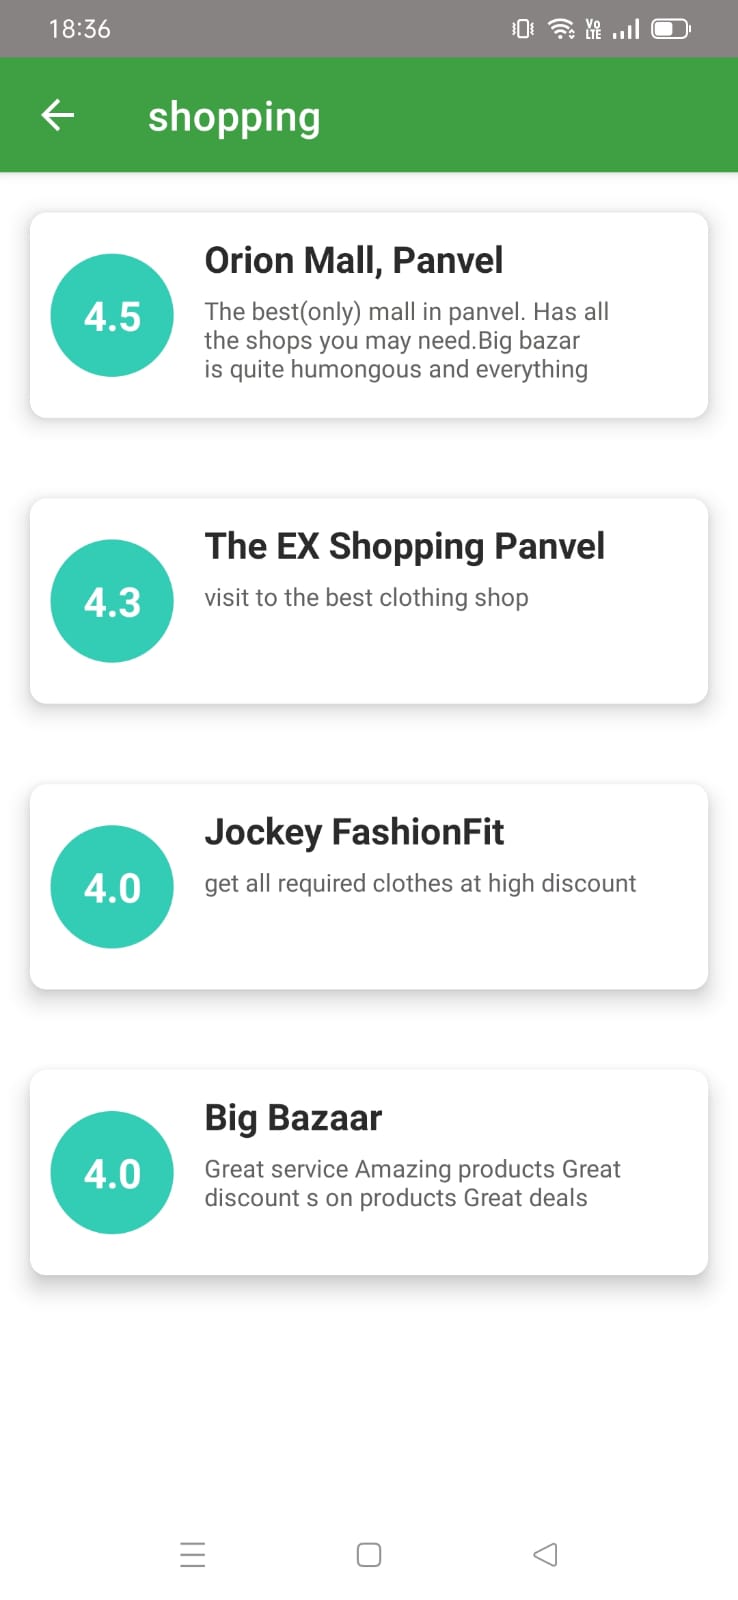 18:36
VoLTE
shopping
4.5
Orion Mall, Panvel
The best(only) mall in panvel. Has all
the shops you may need.Big bazar
is quite humongous and everything
4.3
The EX Shopping Panvel
visit to the best clothing shop
4.0
Jockey FashionFit
get all required clothes at high discount
4.0
Big Bazaar
Great service Amazing products Great
discount s on products Great deals